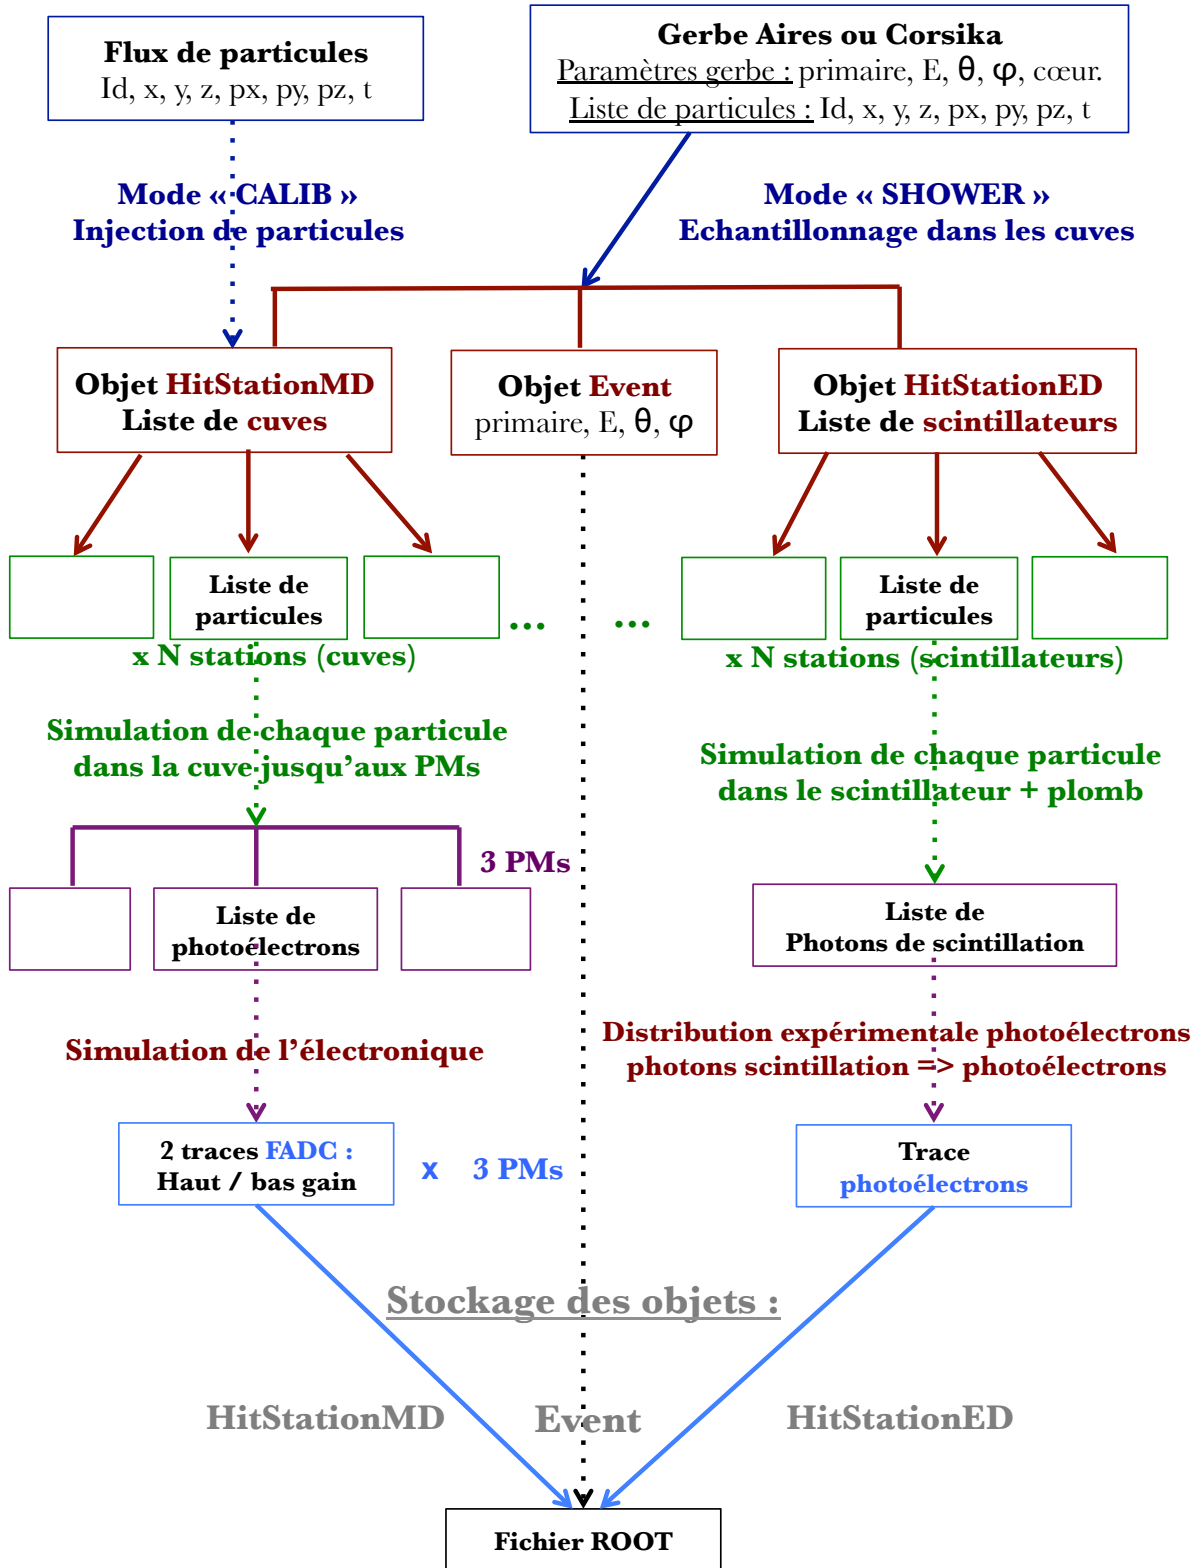 Flux de particules
Id, x, y, z, px, py, pz, t
Gerbe Aires ou Corsika
Paramètres gerbe : primaire, E, θ, φ, cœur.
Liste de particules : Id, x, y, z, px, py, pz, t
Mode « CALIB »
Injection de particules
Mode « SHOWER »
Echantillonnage dans les cuves
Objet HitStationMD
Liste de cuves
Objet Event
primaire, E, θ, φ
Objet HitStationED
Liste de scintillateurs
Liste de
particules
...
...
Liste de
particules
x N stations (cuves)
x N stations (scintillateurs)
Simulation de chaque particule
dans la cuve jusqu'aux PMs
Simulation de chaque particule
dans le scintillateur + plomb
3 PMs
Liste de
photoélectrons
Liste de
Photons de scintillation
Simulation de l'électronique
Distribution expérimentale photoélectrons
photons scintillation => photoélectrons
2 traces FADC :
Haut / bas gain
x 3 PMs
Trace
photoélectrons
Stockage des objets :
HitStationMD
Event
HitStationED
Fichier ROOT